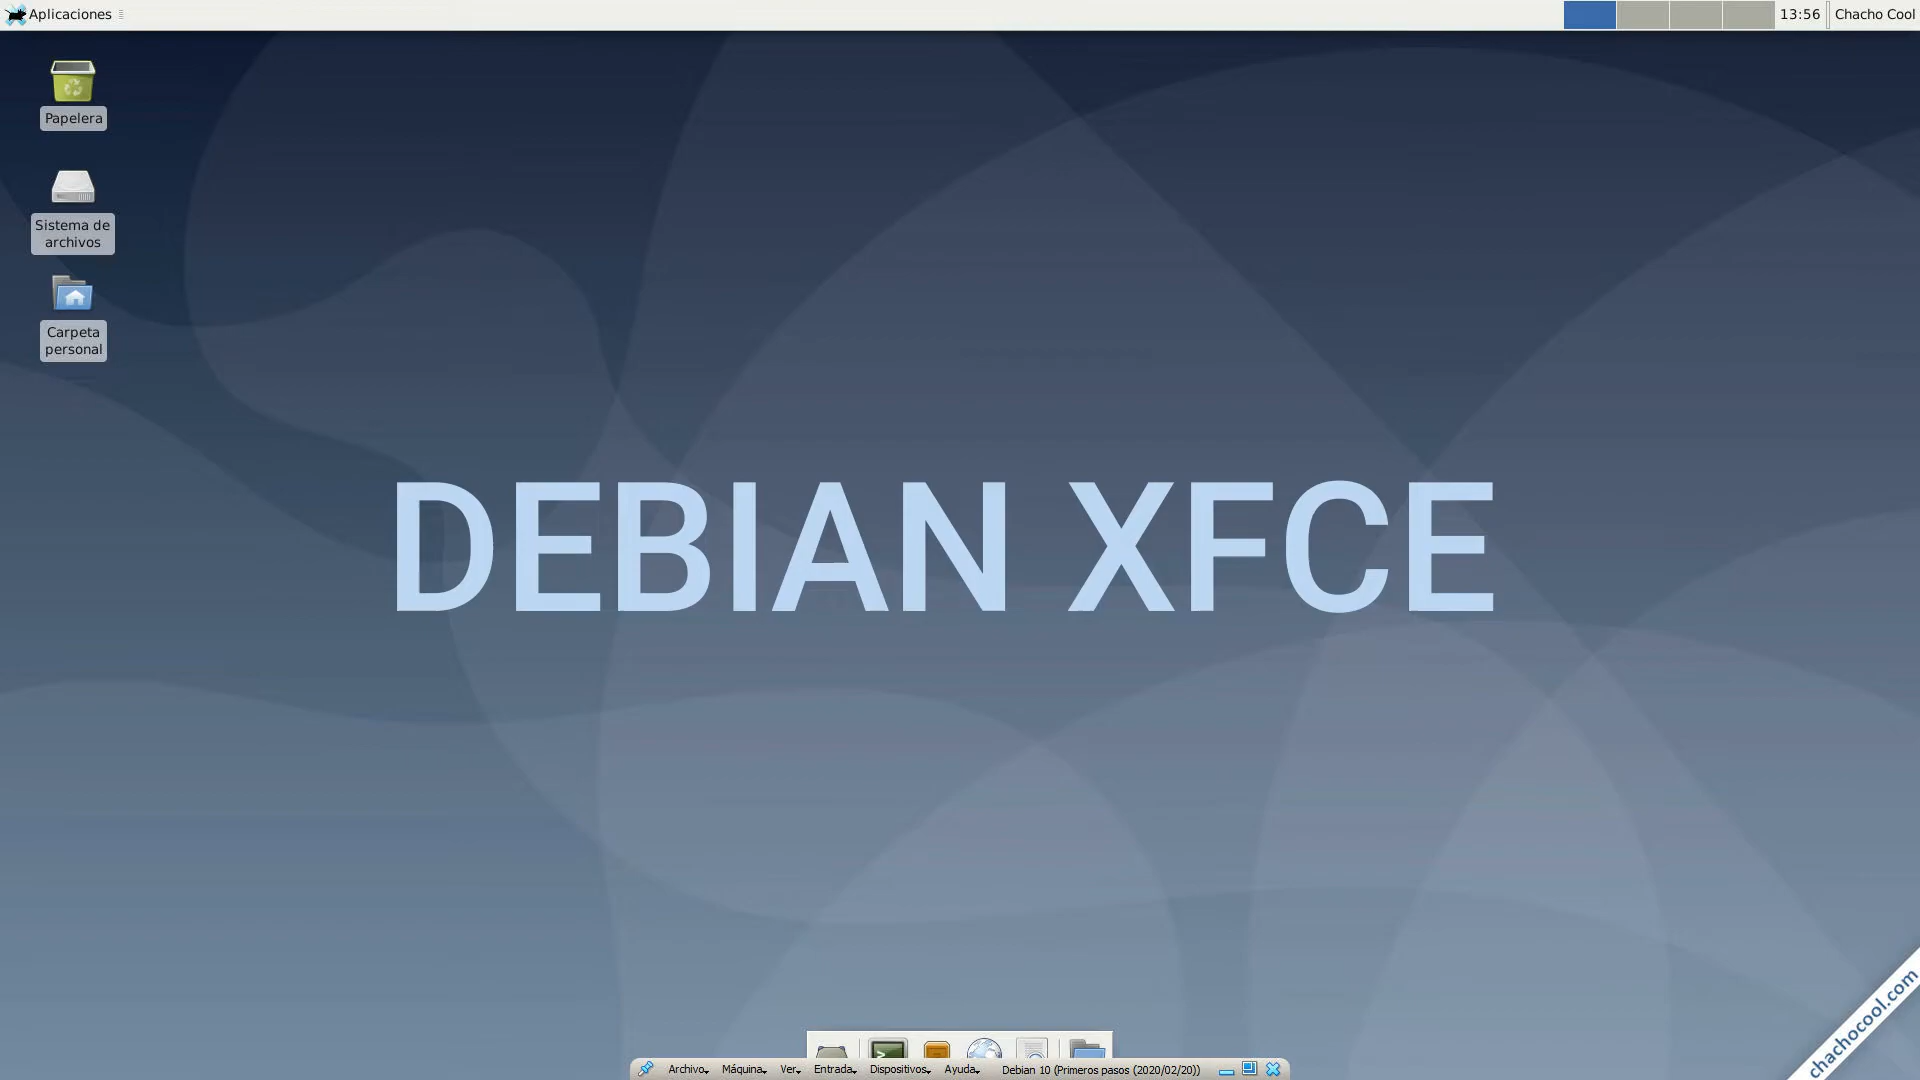 Aplicaciones
13:56
Chacho Cool
Papelera
Sistema de
archivos
Carpeta
personal
DEBIAN XFCE
chachocool.com
Archivo
Máquina
Ver
Entrada
Dispositivos
Ayuda
Debian 10 (Primeros pasos (2020/02/20))